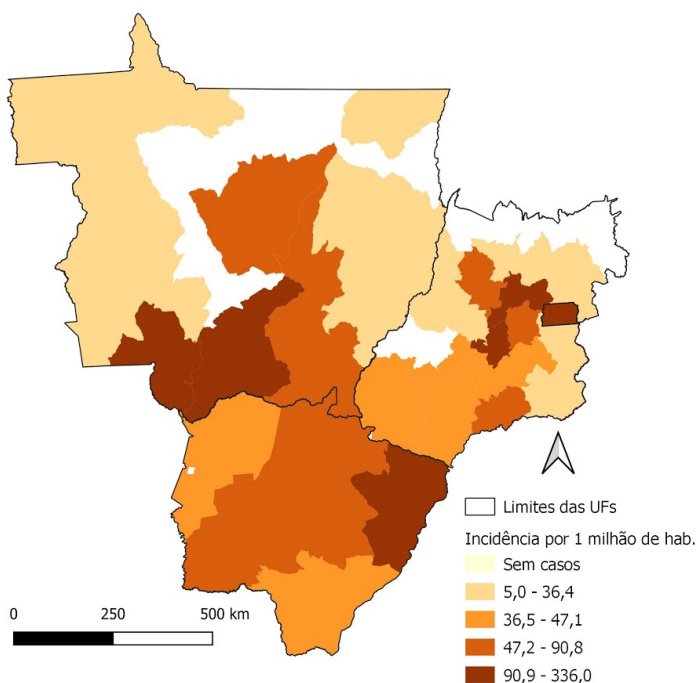 Limites das UFs
Incidência por 1 milhão de hab.
Sem casos
5,0 - 36,4
36,5 - 47,1
47,2 - 90,8
90,9 - 336,0
0 250 500 km